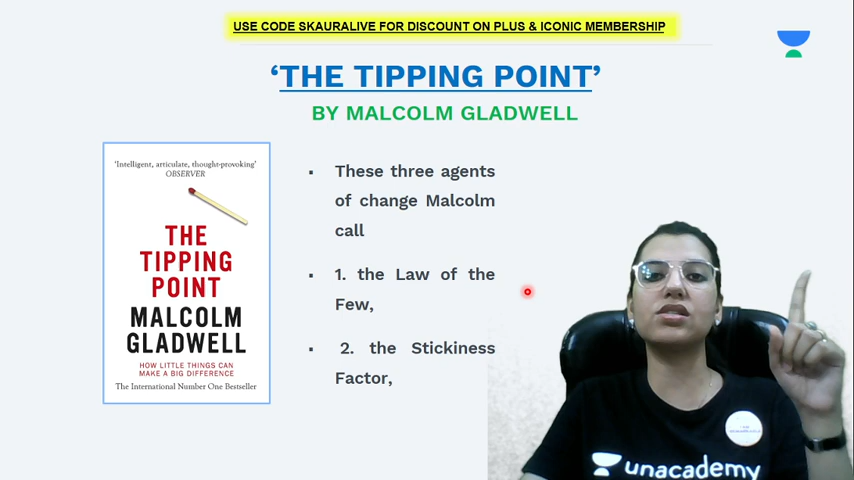 USE CODE SKAURALIVE FOR DISCOUNT ON PLUS & ICONIC MEMBERSHIP
‘THE TIPPING POINT’
BY MALCOLM GLADWELL
‘Intelligent, articulate, thought-provoking’
OBSERVER
THE
TIPPING
POINT
MALCOLM
GLADWELL
HOW LITTLE THINGS CAN
MAKE A BIG DIFFERENCE
The International Number One Bestseller
▪ These three agents
of change Malcolm
call
▪ 1. the Law of the
Few,
▪ 2. the Stickiness
Factor,
unacademy